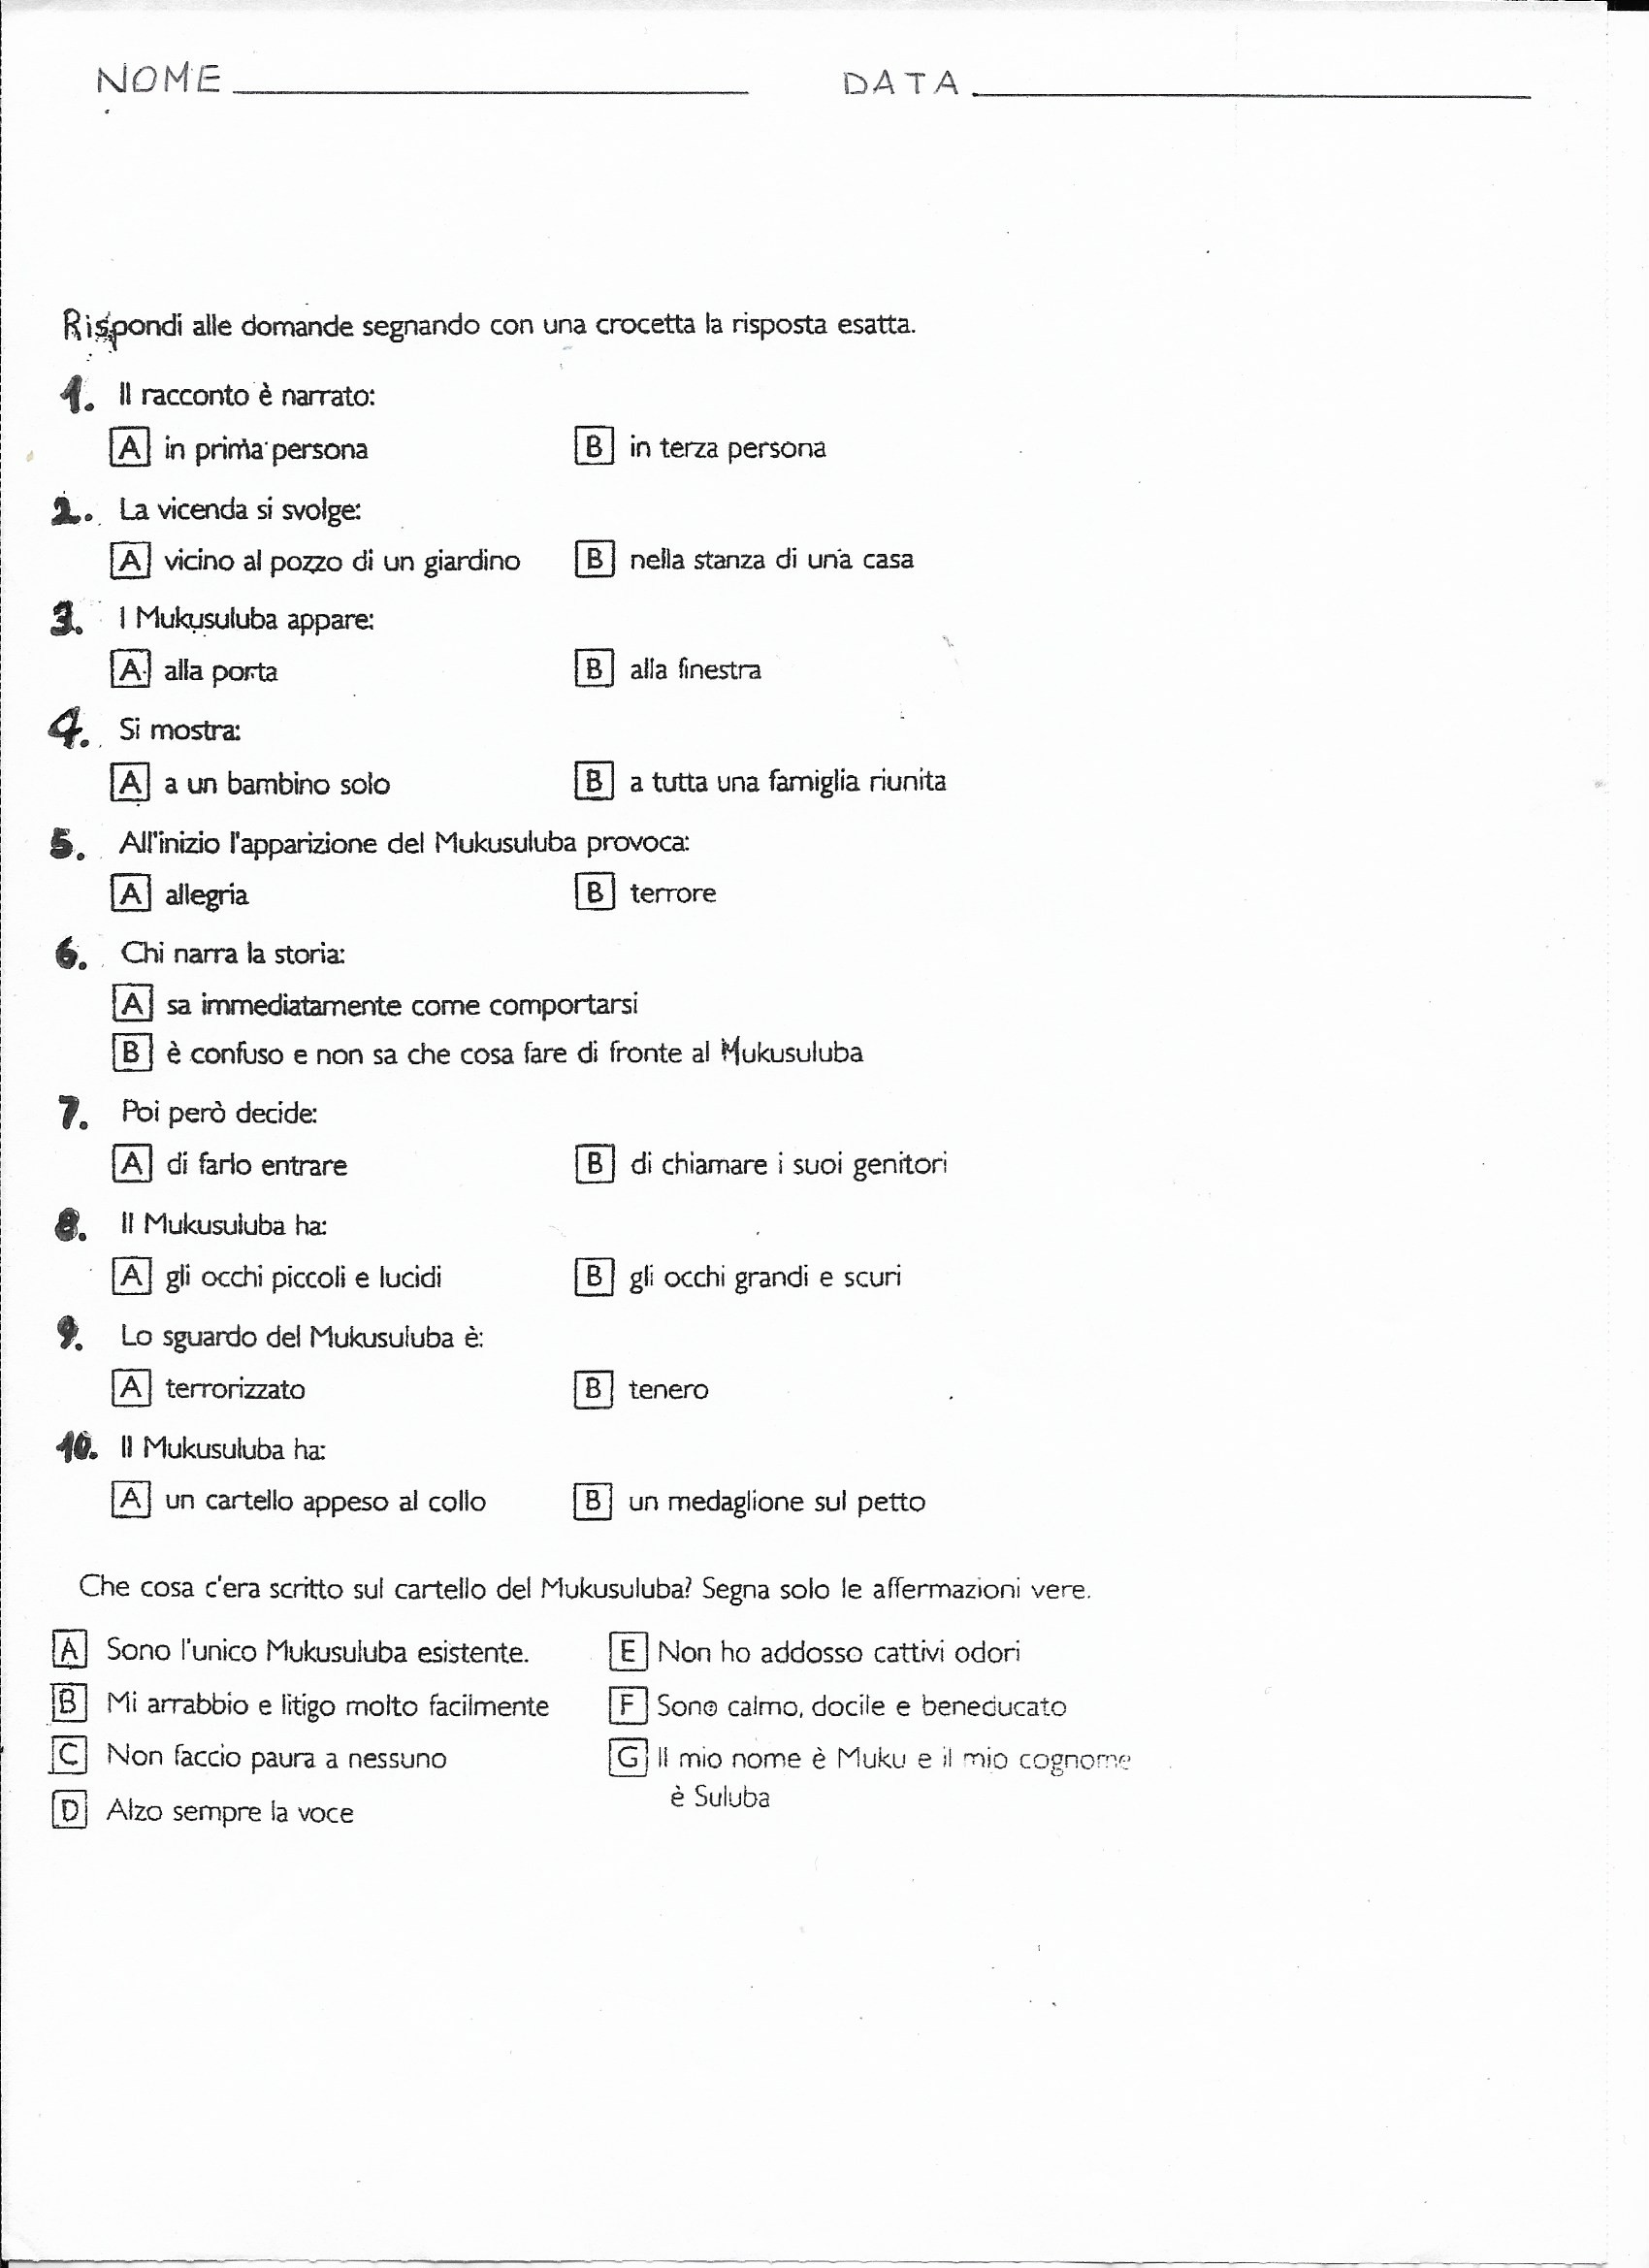 NOME DATA
Rispondi alle domande segnando con una crocetta la risposta esatta.
1. Il racconto è narrato:
A in prima persona B in terza persona
2. La vicenda si svolge:
A vicino al pozzo di un giardino B nella stanza di una casa
3. I Mukusuluba appare:
A alla porta B alla finestra
4. Si mostra:
A a un bambino solo B a tutta una famiglia riunita
5. All'inizio l'apparizione del Mukusuluba provoca:
A allegria B terrore
6. Chi narra la storia:
A sa immediatamente come comportarsi
B è confuso e non sa che cosa fare di fronte al Mukusuluba
7. Poi però decide:
A di farlo entrare B di chiamare i suoi genitori
8. Il Mukusuluba ha:
A gli occhi piccoli e lucidi B gli occhi grandi e scuri
9. Lo sguardo del Mukusuluba è:
A terrorizzato B tenero
10. Il Mukusuluba ha:
A un cartello appeso al collo B un medaglione sul petto
Che cosa c'era scritto sul cartello del Mukusuluba? Segna solo le affermazioni vere.
A Sono l'unico Mukusuluba esistente. E Non ho addosso cattivi odori
B Mi arrabbio e litigo molto facilmente F Sono calmo, docile e beneducato
C Non faccio paura a nessuno G Il mio nome è Muku e il mio cognome
è Suluba
D Alzo sempre la voce